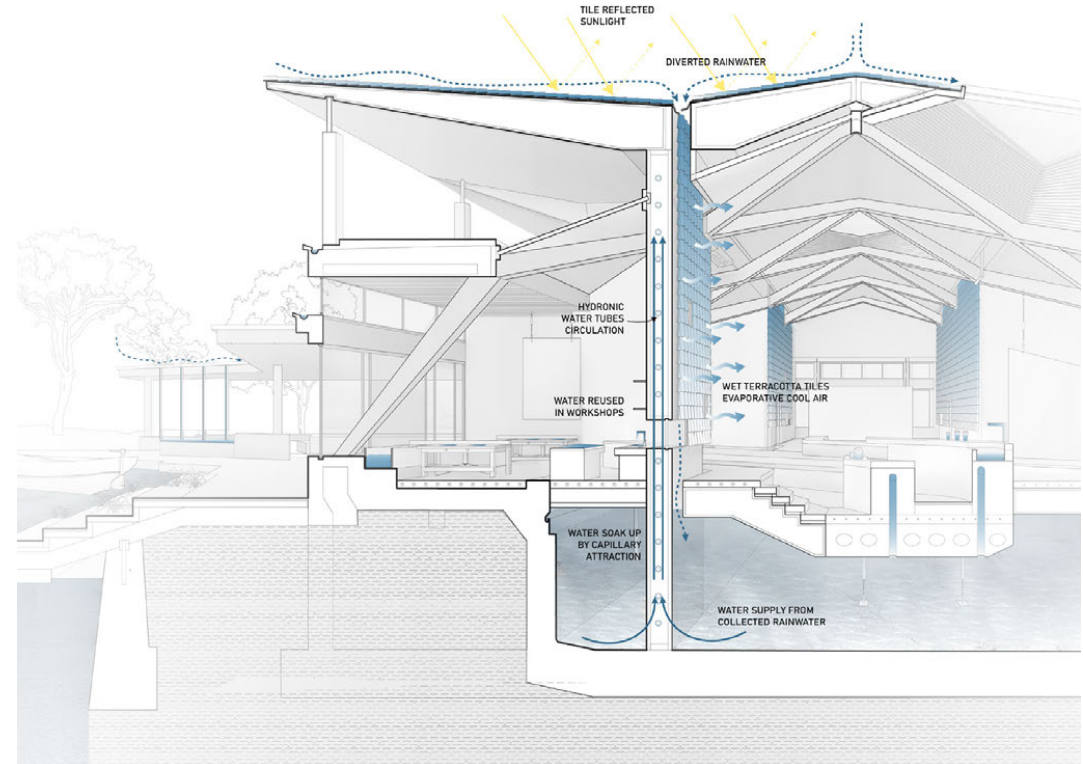 TILE REFLECTED
SUNLIGHT
DIVERTED RAINWATER
HYDRONIC
WATER TUBES
CIRCULATION
WET TERRACOTTA TILES
EVAPORATIVE COOL AIR
WATER REUSED
IN WORKSHOPS
WATER SOAK UP
BY CAPILLARY
ATTRACTION
WATER SUPPLY FROM
COLLECTED RAINWATER